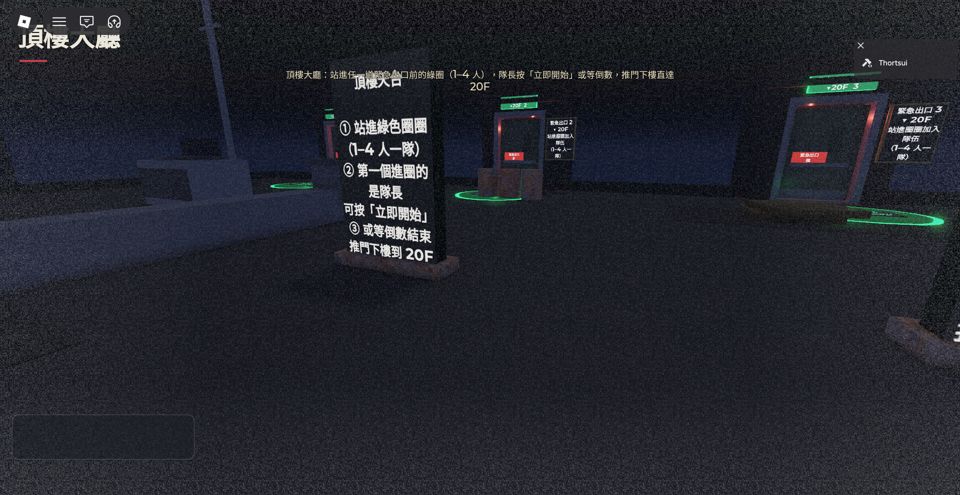 頂樓大廳
頂樓大廳：站進任一
口前的綠圈（1–4 人），隊長按「立即開始」或等倒數，推門下樓直達
20F
Thortsui
頂樓大台
① 站進綠色圈圈
（1–4 人一隊）
② 第一個進圈的
是隊長
可按「立即開始」
③ 或等倒數結束
推門下樓到 20F
▼20F 2
緊急出口 2
▼ 20F
站進圈圈加入
隊伍
（1–4 人一
隊）
▼20F 3
緊急出口
緊急出口 3
▼ 20F
站進圈圈加入
隊伍
（1–4 人一
隊）